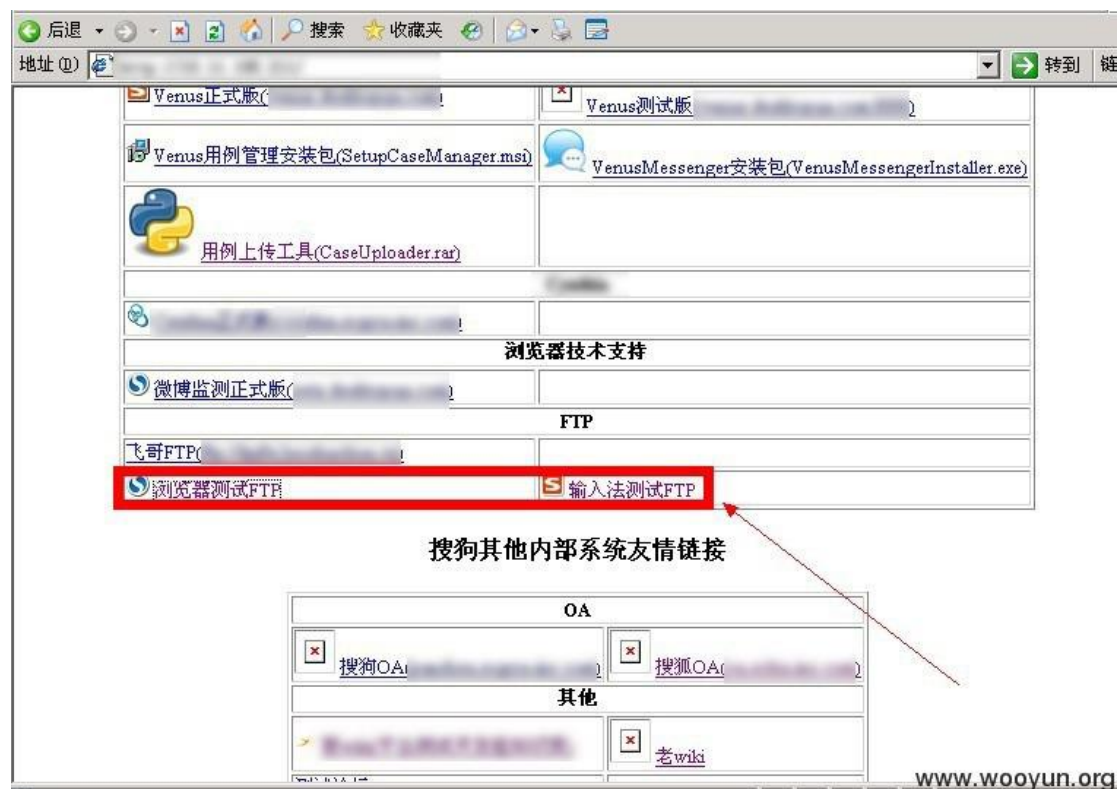 后退 搜索 收藏夹
地址(D) 转到 链
Venus正式版( ) Venus测试版 )
Venus用例管理安装包(SetupCaseManager.msi) VenusMessenger安装包(VenusMessengerInstaller.exe)
用例上传工具(CaseUploader.rar)
浏览器技术支持
微博监测正式版( )
FTP
飞哥FTP( )
浏览器测试FTP 输入法测试FTP
搜狗其他内部系统友情链接
OA
搜狗OA( ) 搜狐OA( )
其他
老wiki
www.wooyun.org